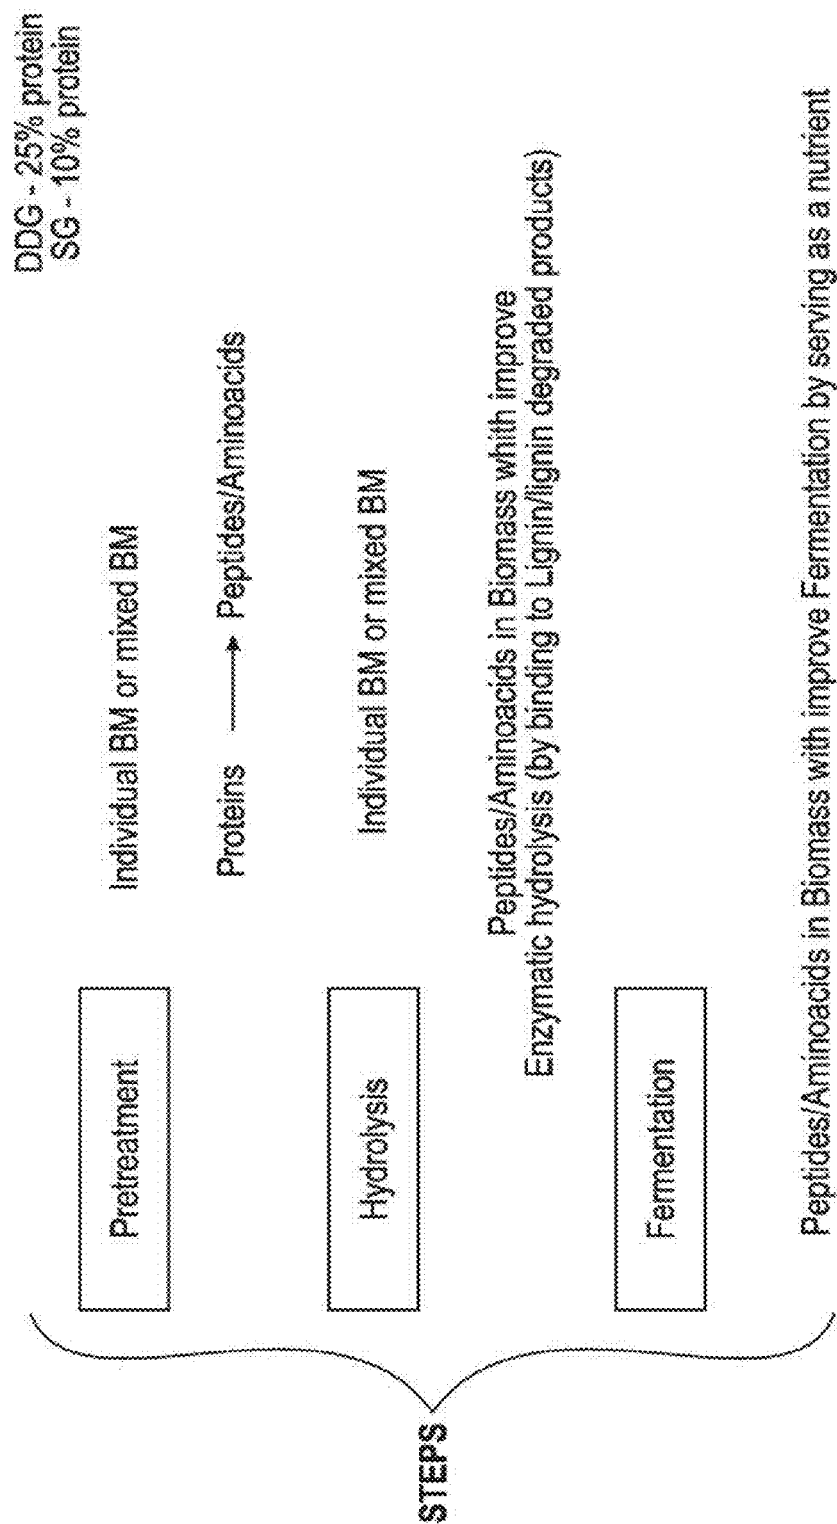 DDG - 25% protein
SG - 10% protein
STEPS
Pretreatment
Individual BM or mixed BM
Proteins → Peptides/Aminoacids
Hydrolysis
Individual BM or mixed BM
Peptides/Aminoacids in Biomass whith improve
Enzymatic hydrolysis (by binding to Lignin/lignin degraded products)
Fermentation
Peptides/Aminoacids in Biomass with improve Fermentation by serving as a nutrient